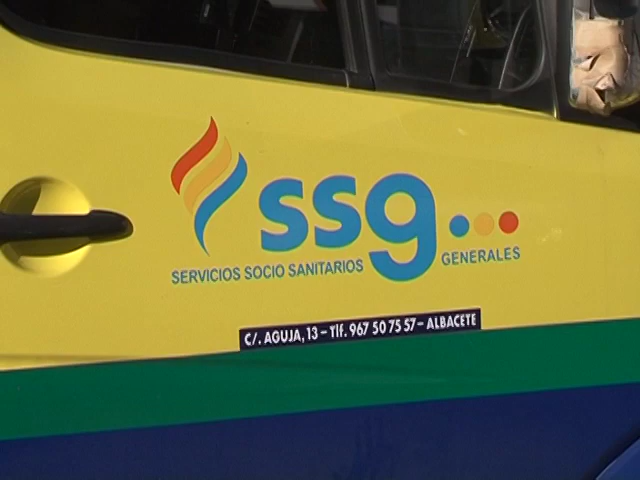 ssg
SERVICIOS SOCIO SANITARIOS GENERALES
C/. AGUJA, 13 – Tlf. 967 50 75 57 – ALBACETE